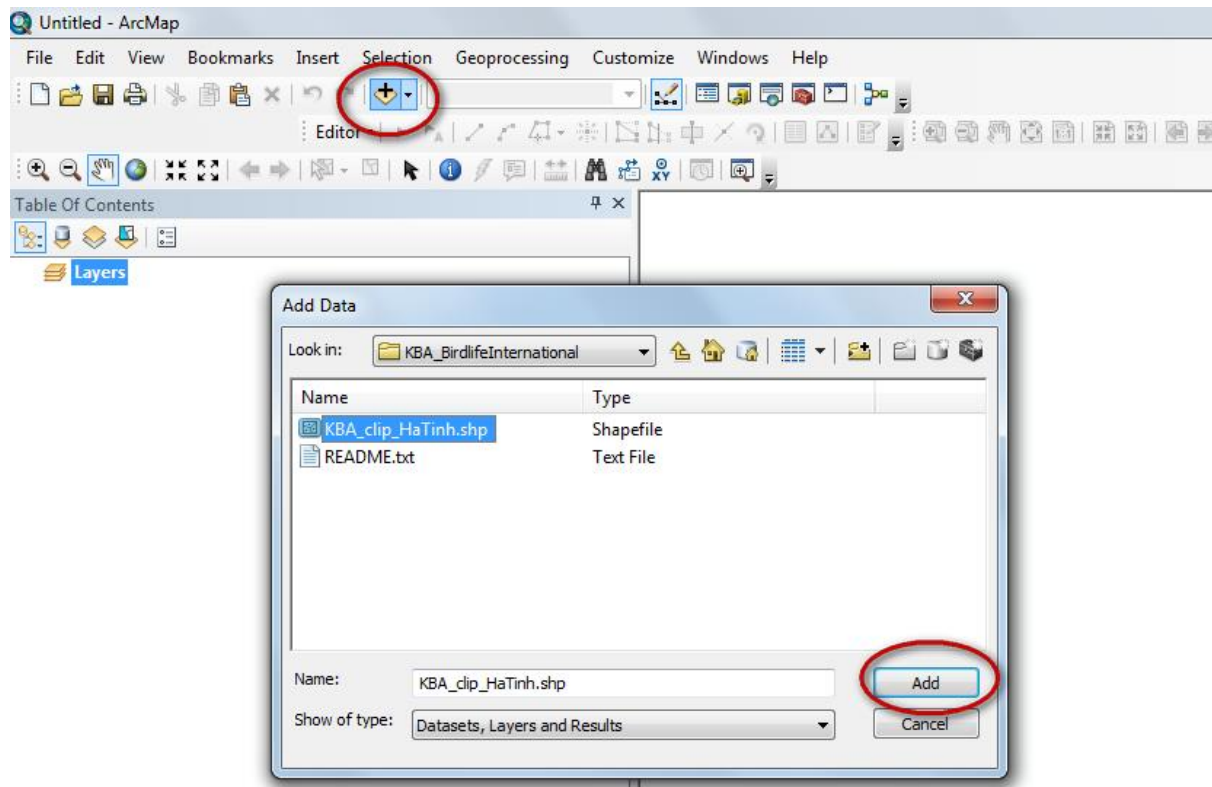 Untitled - ArcMap
File Edit View Bookmarks Insert Selection Geoprocessing Customize Windows Help
Table Of Contents
Layers
Add Data
Look in: KBA_BirdlifeInternational
Name Type
KBA_clip_HaTinh.shp Shapefile
README.txt Text File
Name: KBA_clip_HaTinh.shp Add
Show of type: Datasets, Layers and Results Cancel